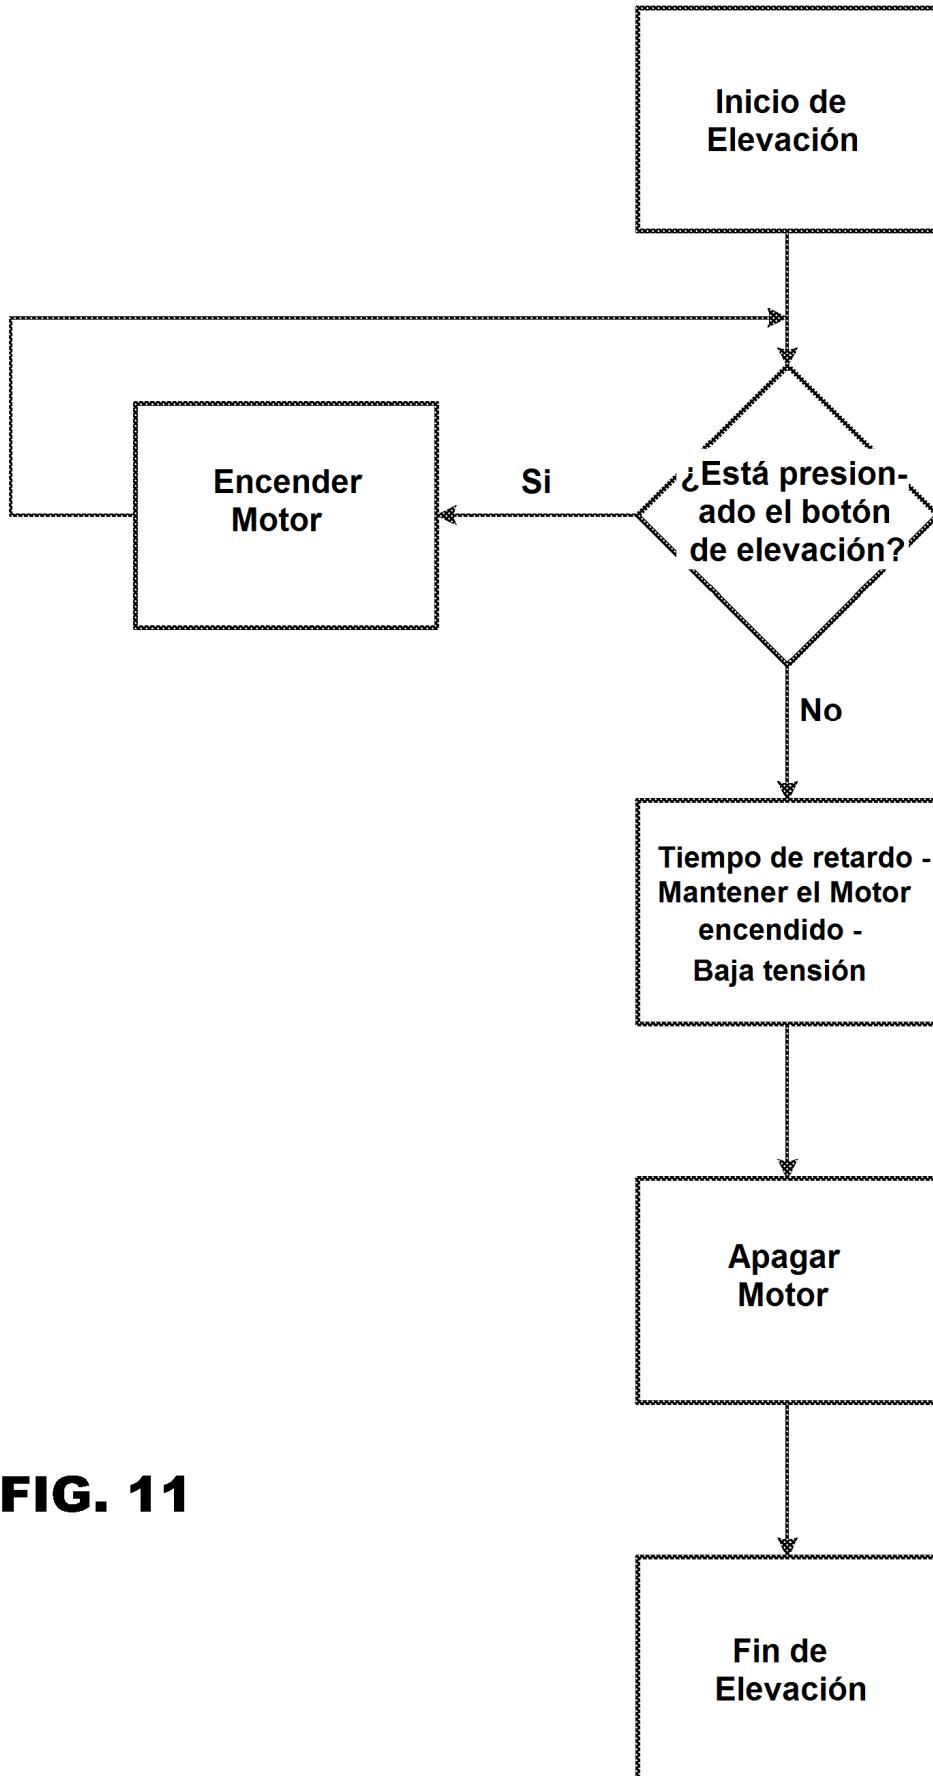 Inicio de
Elevación
Encender
Motor
Si
¿Está presion-
ado el botón
de elevación?
No
Tiempo de retardo -
Mantener el Motor
encendido -
Baja tensión
Apagar
Motor
FIG. 11
Fin de
Elevación